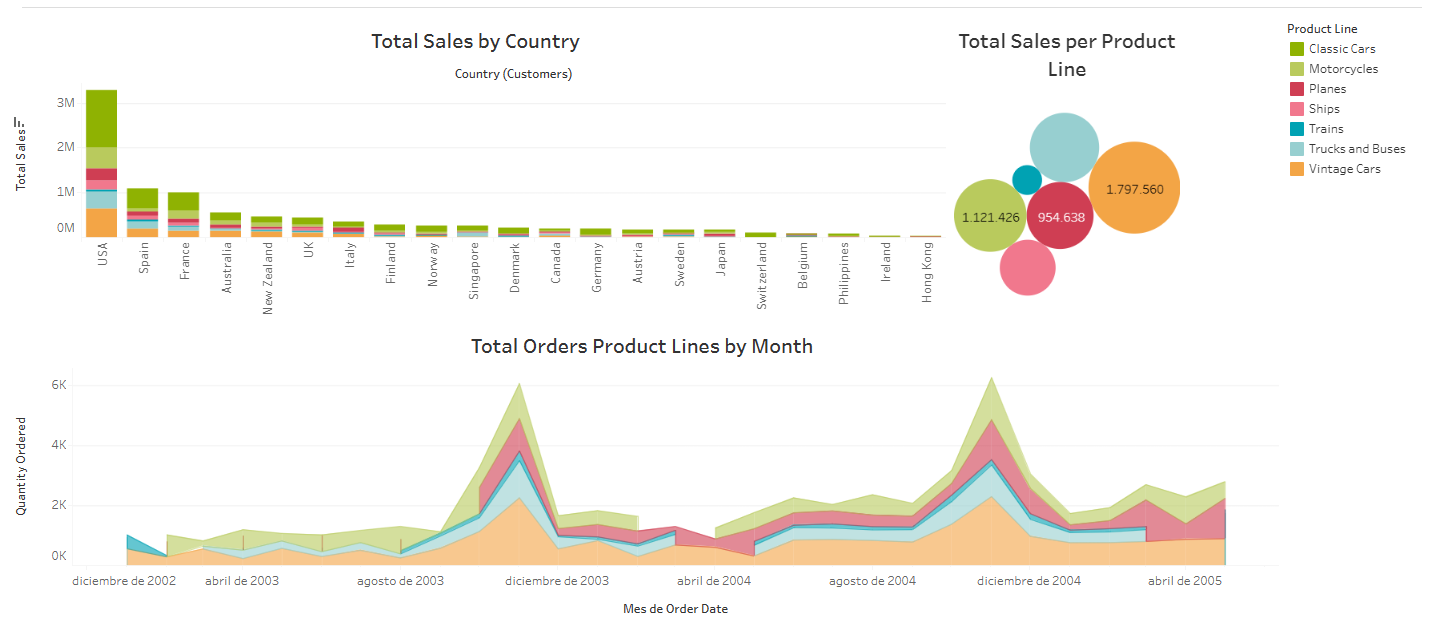 Total Sales by Country
Country (Customers)
Total Sales
3M
2M
1M
0M
USA
Spain
France
Australia
New Zealand
UK
Italy
Finland
Norway
Singapore
Denmark
Canada
Germany
Austria
Sweden
Japan
Switzerland
Belgium
Philippines
Ireland
Hong Kong
Total Sales per Product
Line
1.797.560
1.121.426
954.638
Product Line
Classic Cars
Motorcycles
Planes
Ships
Trains
Trucks and Buses
Vintage Cars
Total Orders Product Lines by Month
Quantity Ordered
6K
4K
2K
0K
diciembre de 2002
abril de 2003
agosto de 2003
diciembre de 2003
abril de 2004
agosto de 2004
diciembre de 2004
abril de 2005
Mes de Order Date